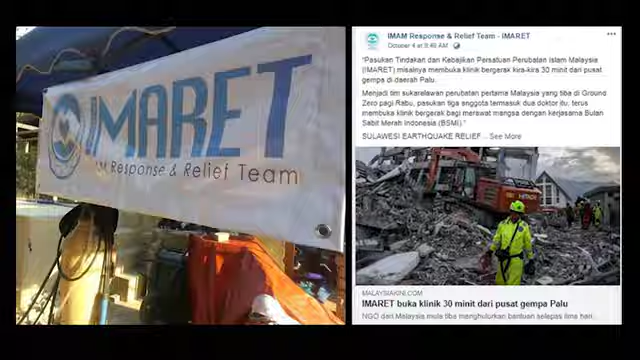 IMARET
AM Response & Relief Team
IMAM Response & Relief Team - IMARET
October 4 at 9:48 AM
"Pasukan Tindakan dan Kebajikan Persatuan Perubatan Islam Malaysia
(IMARET) misalnya membuka klinik bergerak kira-kira 30 minit dari pusat
gempa di daerah Palu.
Menjadi tim sukarelawan perubatan pertama Malaysia yang tiba di Ground
Zero pagi Rabu, pasukan tiga anggota termasuk dua doktor itu, terus
membuka klinik bergerak bagi merawat mangsa dengan kerjasama Bulan
Sabit Merah Indonesia (BSMI)."
SULAWESI EARTHQUAKE RELIEF... See More
HITACHI
MALAYSIAKINI.COM
IMARET buka klinik 30 minit dari pusat gempa Palu
NGO dari Malaysia mula tiba menghulurkan bantuan selepas lima hari.